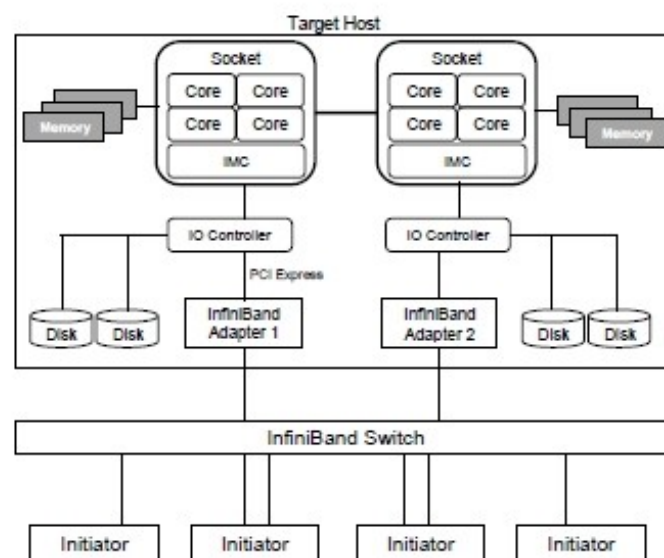 Target Host
Socket
Socket
Core Core
Core Core
Core Core
Core Core
Memory
Memory
IMC
IMC
IO Controller
IO Controller
PCI Express
Disk
Disk
InfiniBand
Adapter 1
InfiniBand
Adapter 2
Disk
Disk
InfiniBand Switch
Initiator
Initiator
Initiator
Initiator